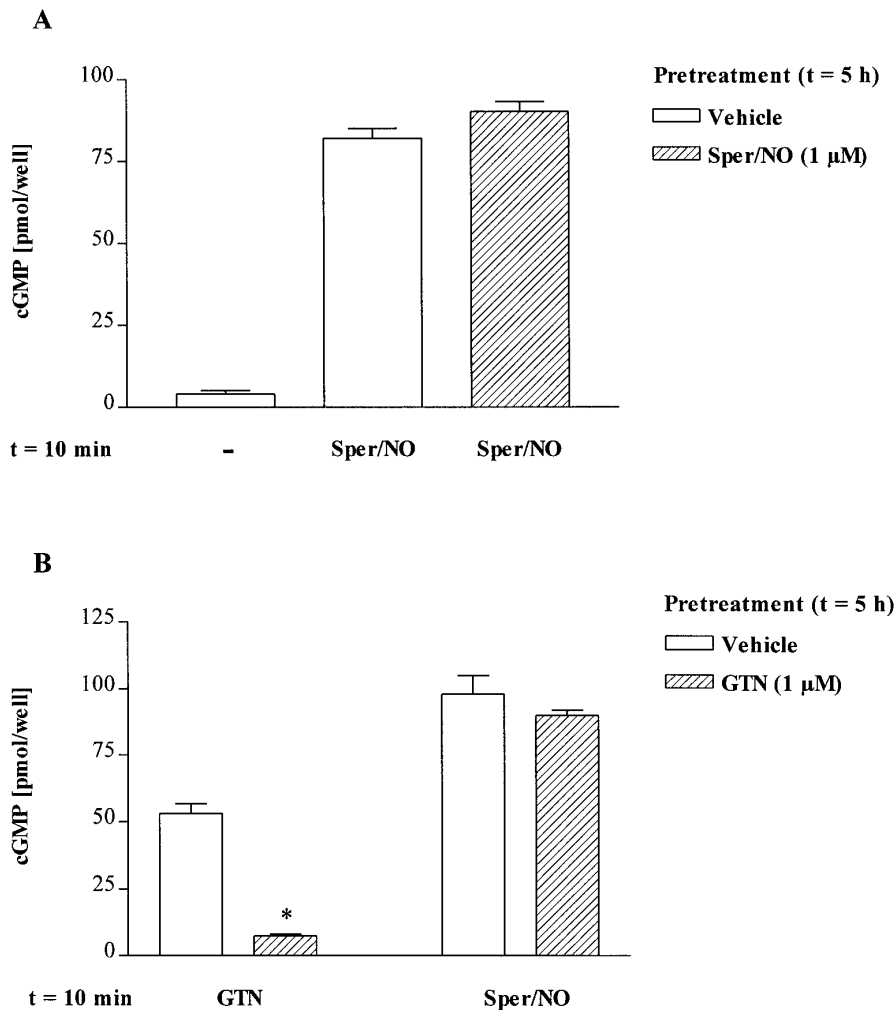 A
Pretreatment (t = 5 h)
Vehicle
Sper/NO (1 µM)
cGMP [pmol/well]
100
75
50
25
0
t = 10 min - Sper/NO Sper/NO
B
Pretreatment (t = 5 h)
Vehicle
GTN (1 µM)
cGMP [pmol/well]
125
100
75
50
25
0
*
t = 10 min GTN Sper/NO